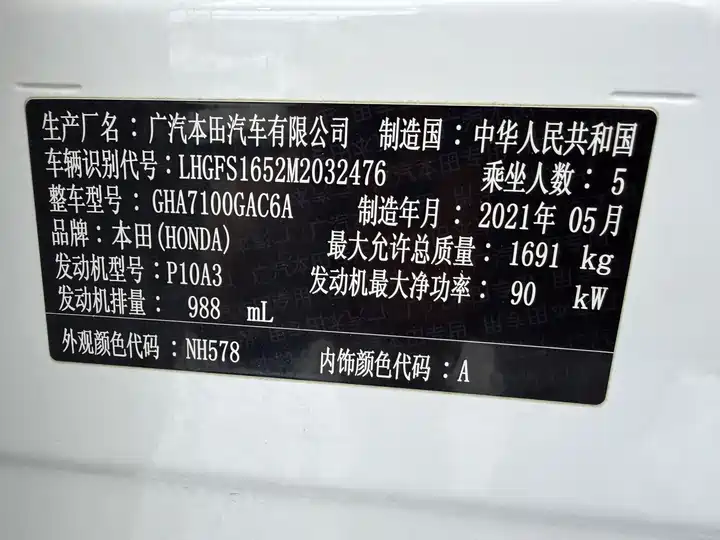 生产厂名：广汽本田汽车有限公司 制造国：中华人民共和国
车辆识别代号：LHGFS1652M2032476 乘坐人数：5
整车型号：GHA7100GAC6A 制造年月：2021年 05月
品牌：本田(HONDA) 最大允许总质量：1691 kg
发动机型号：P10A3 发动机最大净功率：90 kW
发动机排量：988 mL
外观颜色代码：NH578 内饰颜色代码：A